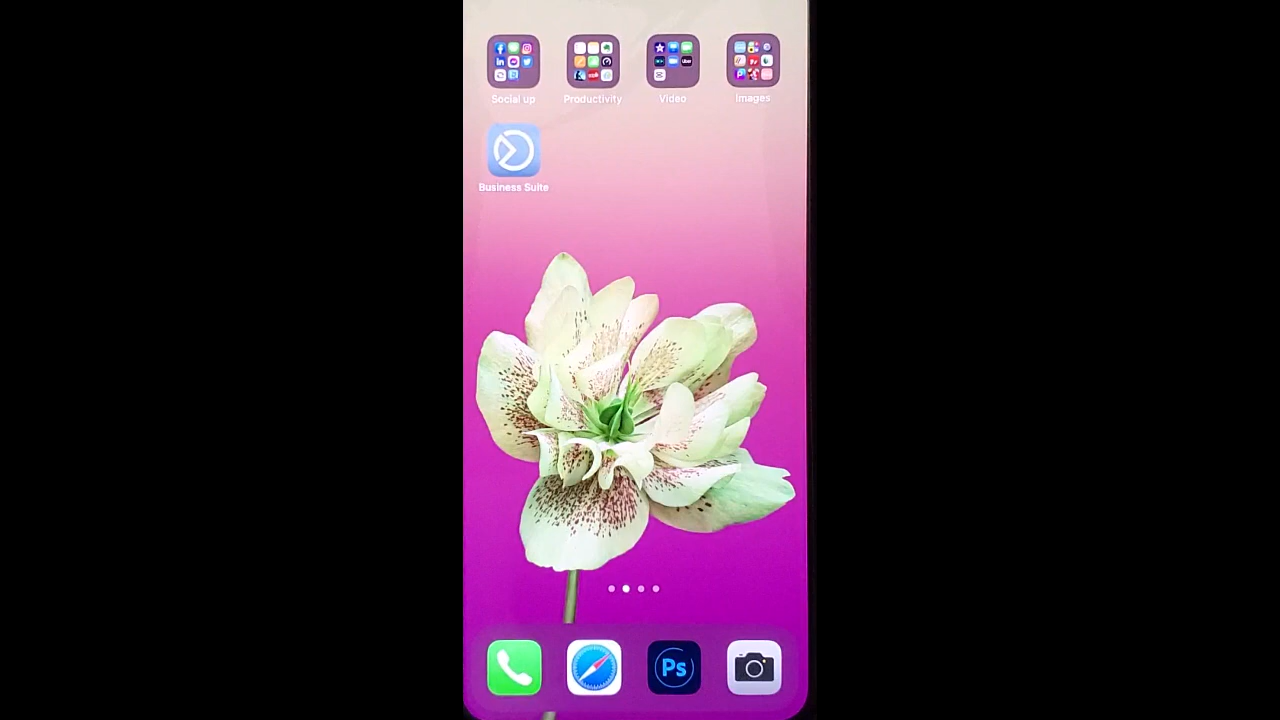 Social up
Productivity
Video
Images
Business Suite
Ps